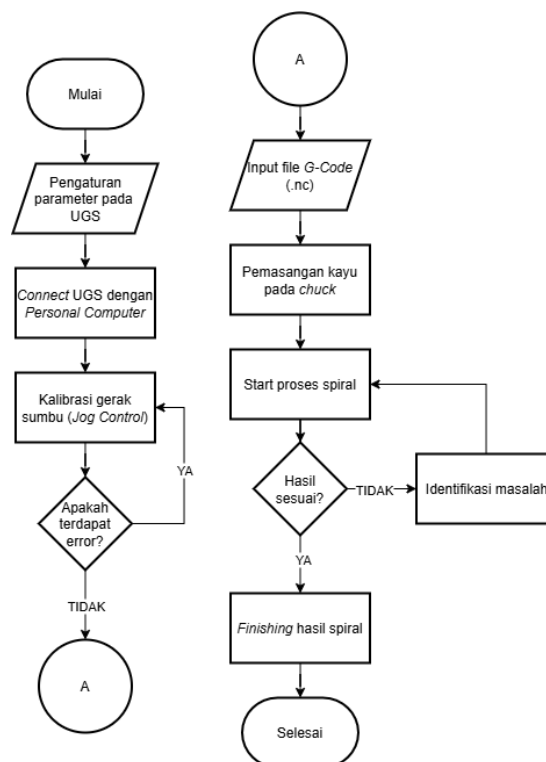 Mulai
Pengaturan
parameter pada
UGS
Connect UGS dengan
Personal Computer
Kalibrasi gerak
sumbu (Jog Control)
YA
Apakah
terdapat
error?
TIDAK
A
A
Input file G-Code
(.nc)
Pemasangan kayu
pada chuck
Start proses spiral
Hasil
sesuai?
TIDAK
Identifikasi masalah
YA
Finishing hasil spiral
Selesai